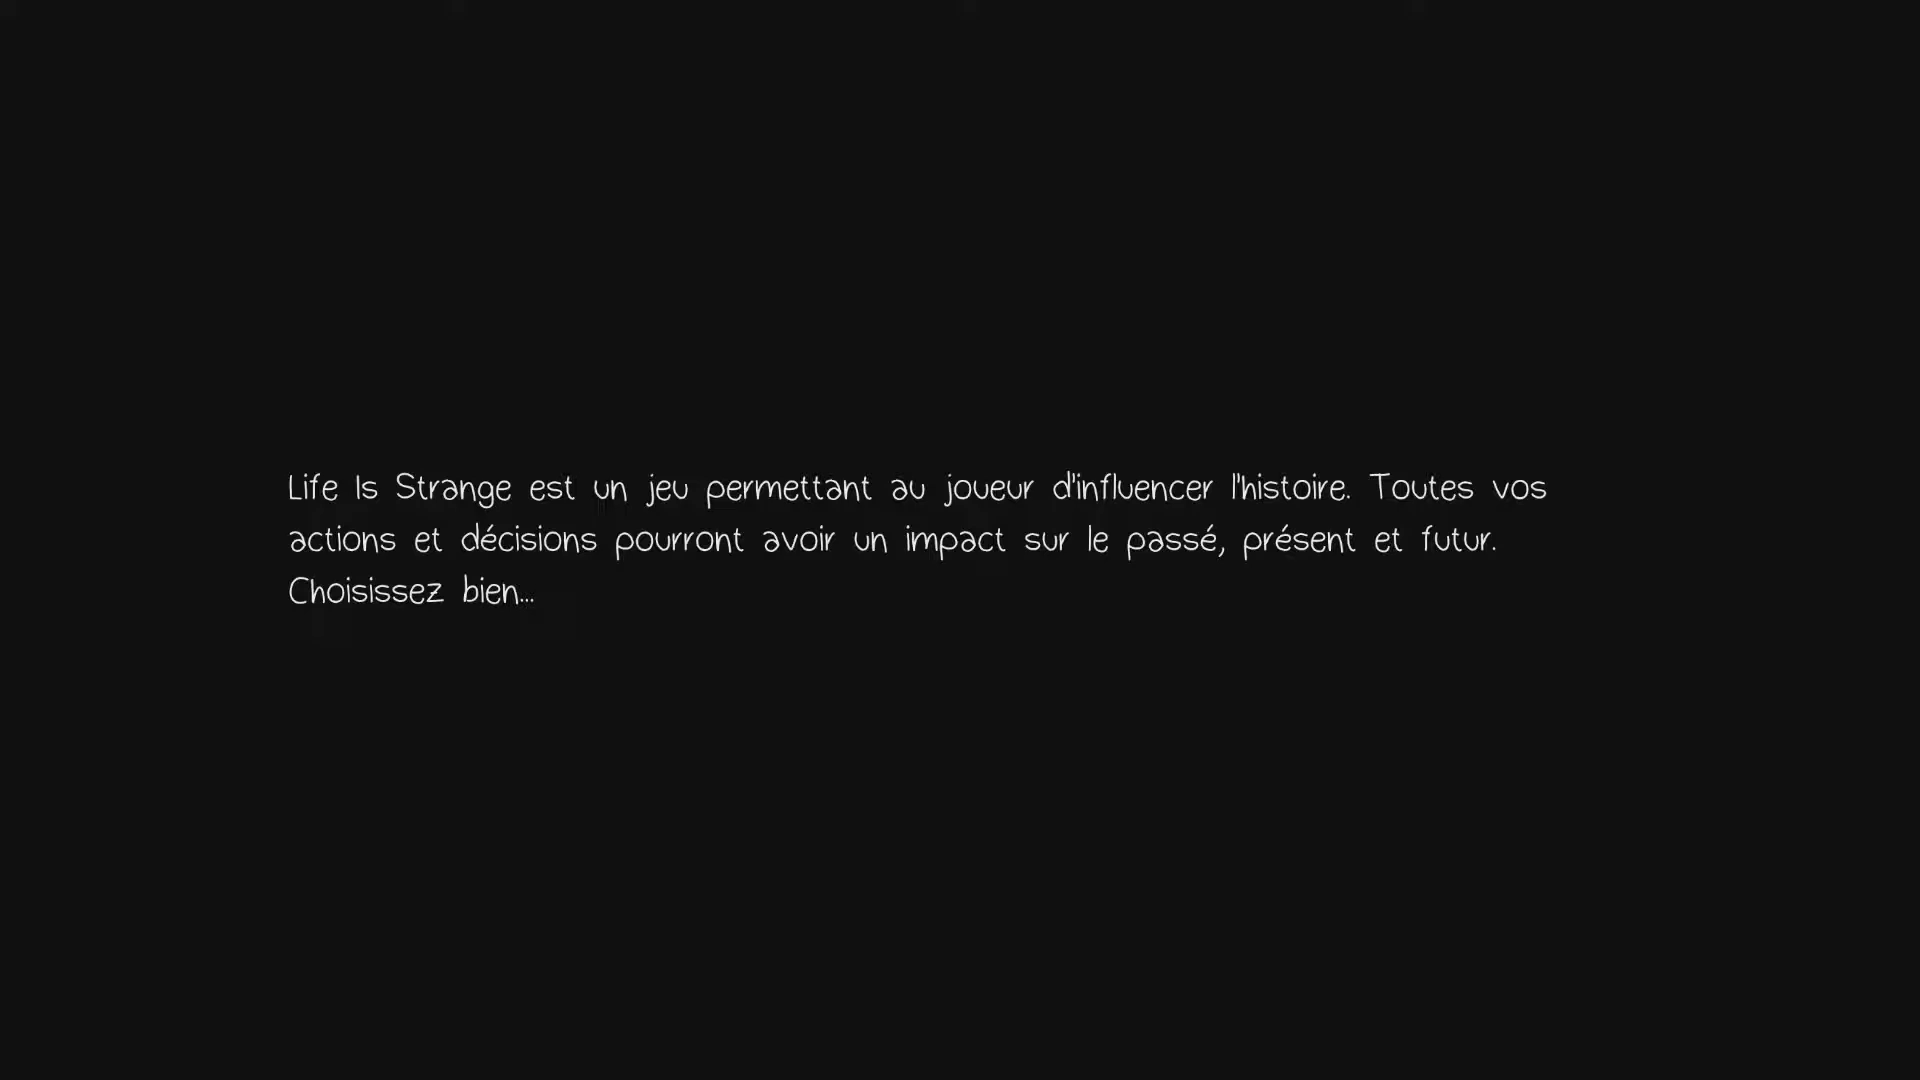 Life Is Strange est un jeu permettant au joueur d'influencer l'histoire. Toutes vos
actions et décisions pourront avoir un impact sur le passé, présent et futur.
Choisissez bien...